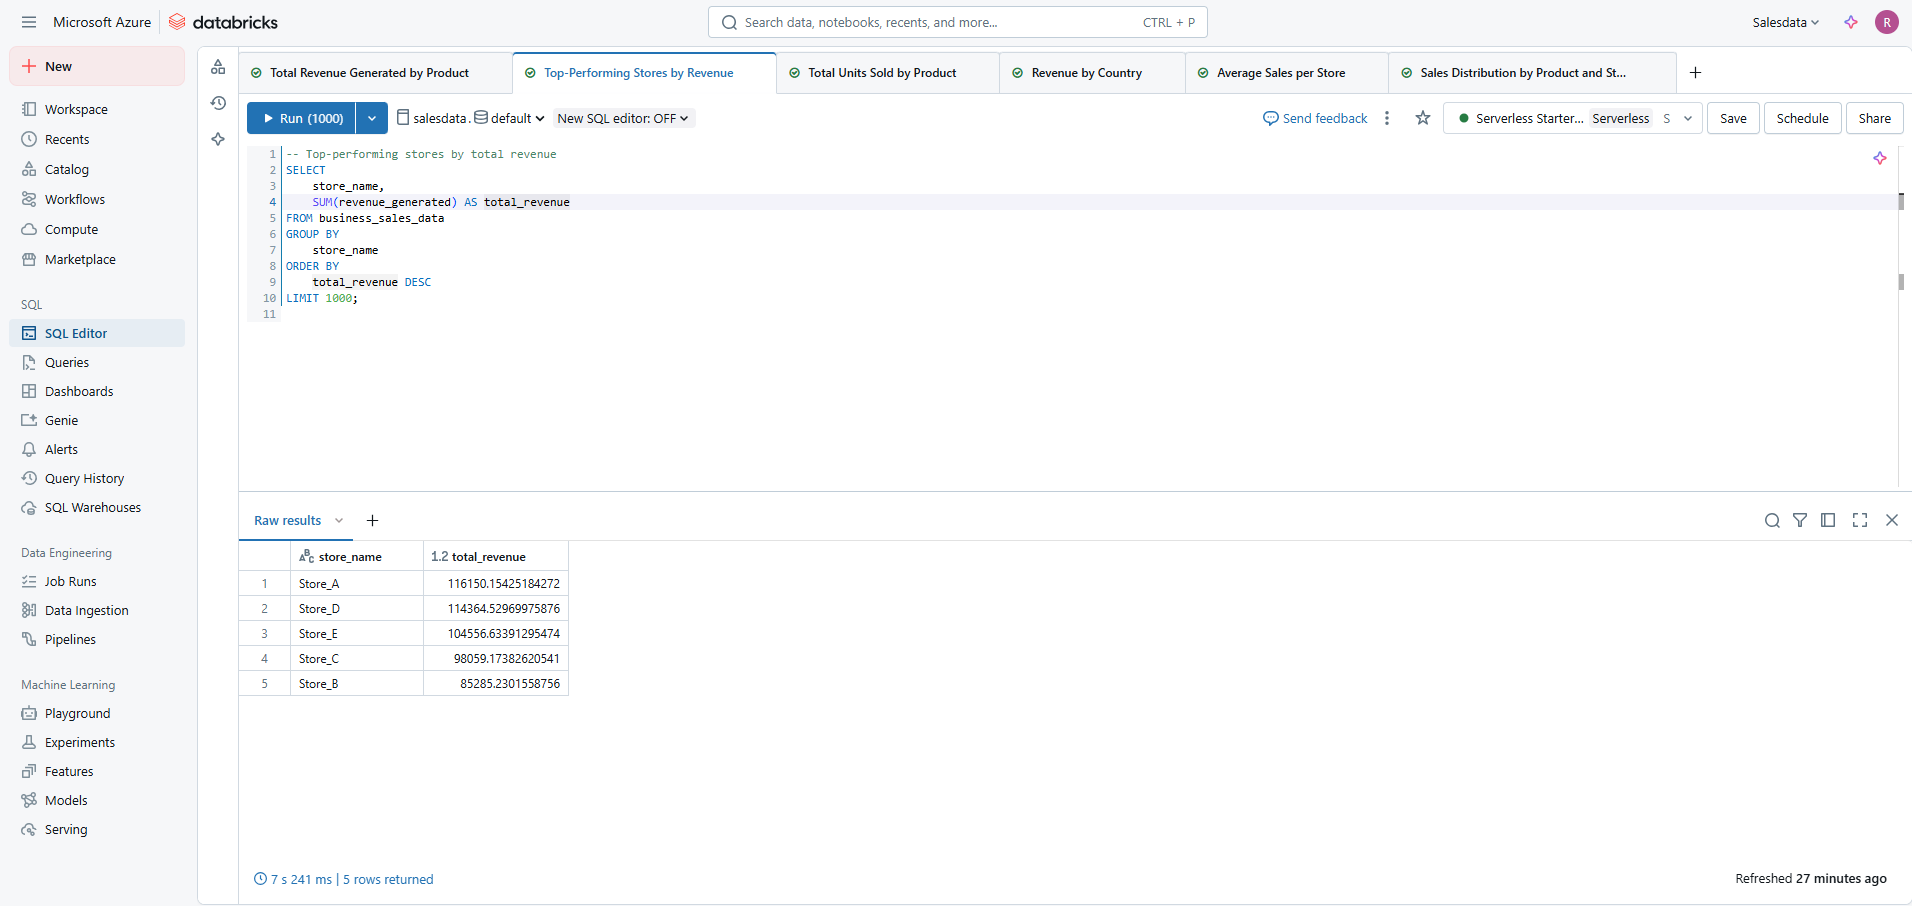 Microsoft Azure databricks
Search data, notebooks, recents, and more... CTRL + P
Salesdata R
New
Workspace
Recents
Catalog
Workflows
Compute
Marketplace
SQL
SQL Editor
Queries
Dashboards
Genie
Alerts
Query History
SQL Warehouses
Data Engineering
Job Runs
Data Ingestion
Pipelines
Machine Learning
Playground
Experiments
Features
Models
Serving
Total Revenue Generated by Product Top-Performing Stores by Revenue Total Units Sold by Product Revenue by Country Average Sales per Store Sales Distribution by Product and St...
Run (1000) salesdata. default New SQL editor: OFF Send feedback Serverless Starter... Serverless S Save Schedule Share
1 -- Top-performing stores by total revenue
2 SELECT
3 store_name,
4 SUM(revenue_generated) AS total_revenue
5 FROM business_sales_data
6 GROUP BY
7 store_name
8 ORDER BY
9 total_revenue DESC
10 LIMIT 1000;
11
Raw results
ABC store_name 1.2 total_revenue
1 Store_A 116150.15425184272
2 Store_D 114364.52969975876
3 Store_E 104556.63391295474
4 Store_C 98059.17382620541
5 Store_B 85285.2301558756
7 s 241 ms | 5 rows returned
Refreshed 27 minutes ago